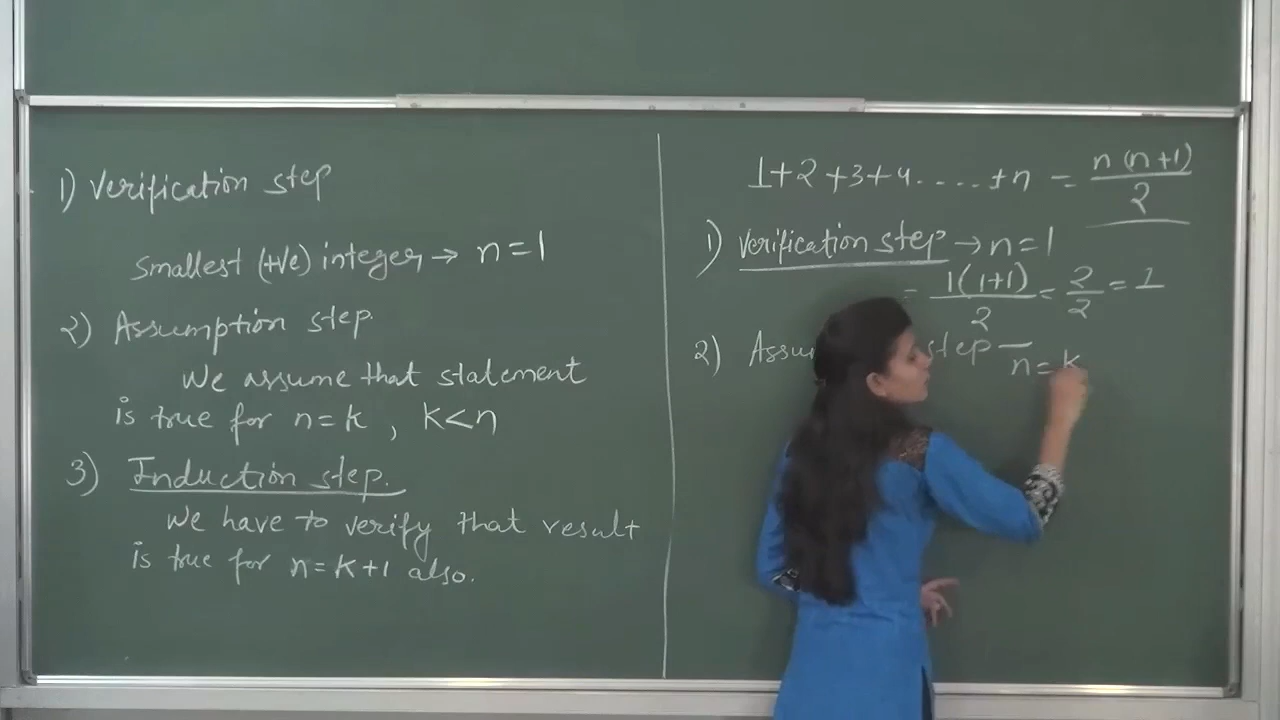 1) Verification step
Smallest (+ve) integer → n=1
2) Assumption step
We assume that statement
is true for n=k, k<n
3) Induction step.
We have to verify that result
is true for n=k+1 also.
1+2+3+4.....+n = n(n+1)/2
1) Verification step → n=1
= 1(1+1)/2 = 2/2 = 1
2) step — n=k